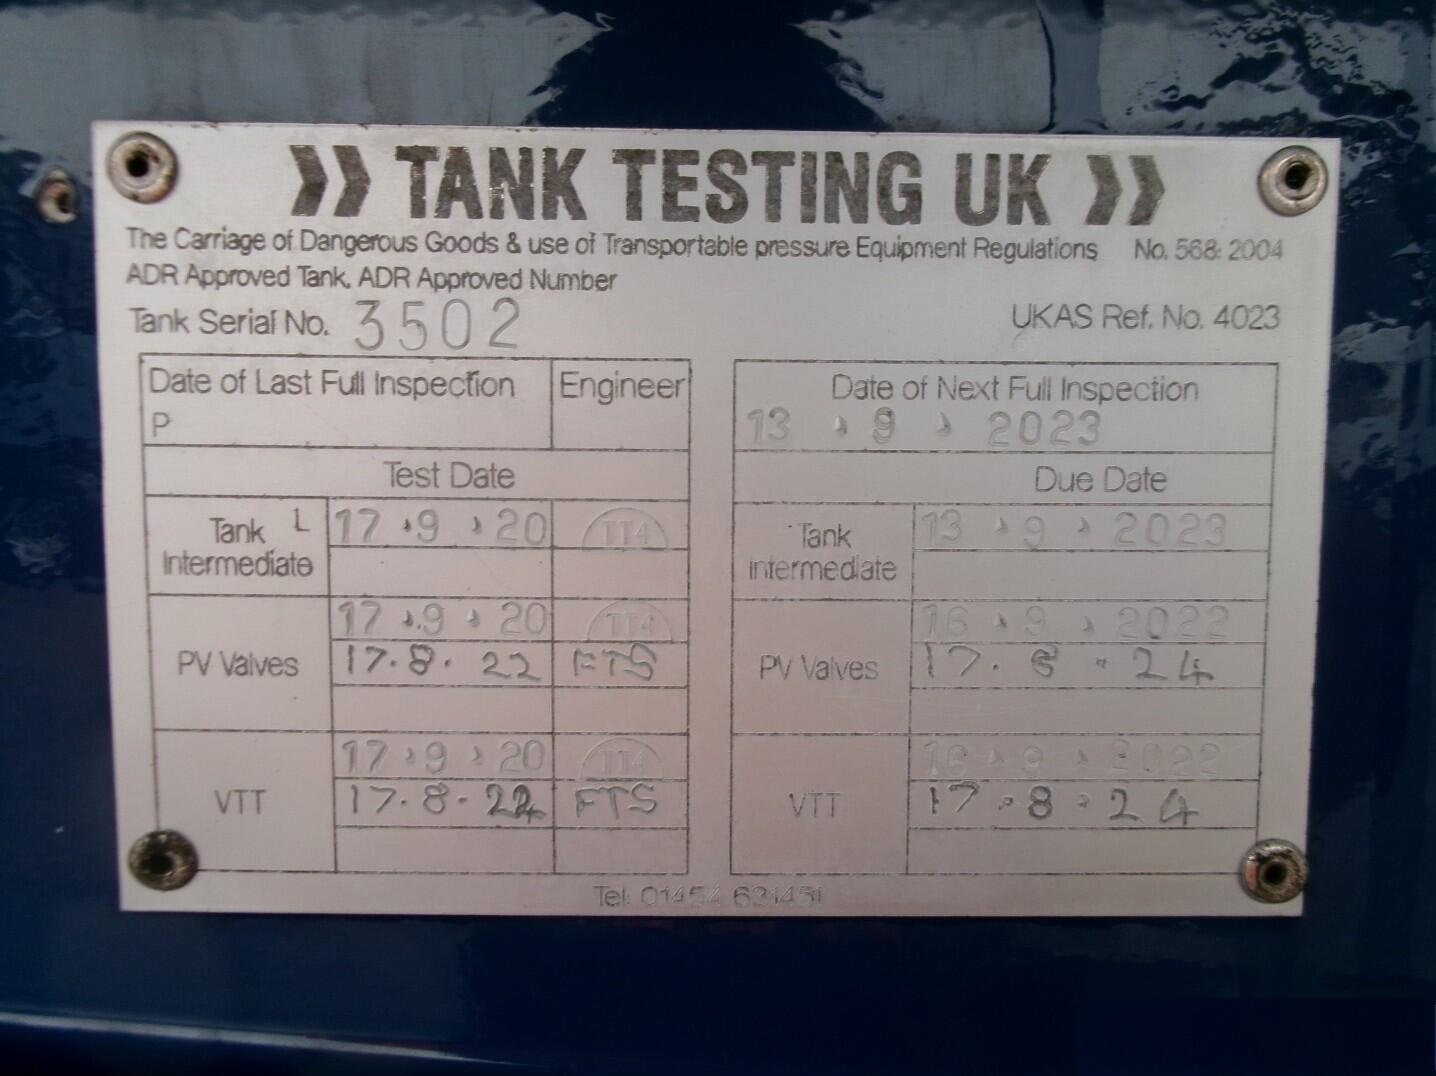 TANK TESTING UK
The Carriage of Dangerous Goods & use of Transportable pressure Equipment Regulations No. 568: 2004
ADR Approved Tank, ADR Approved Number
Tank Serial No. 3502 UKAS Ref. No. 4023
Date of Last Full Inspection Engineer
P
Date of Next Full Inspection
13 9 2023
Test Date
Due Date
Tank L 17 . 9 . 20 TT4
Intermediate
Tank 13 . 9 . 2023
Intermediate
17 . 9 . 20 TT4
PV Valves 17.8.22 FTS
16 . 9 . 2022
PV Valves 17. 8 . 24
17 . 9 . 20 TT4
VTT 17.8. FTS
16 . 9 . 2022
VTT 17 . 8 . 24
Tel: 01454 631451